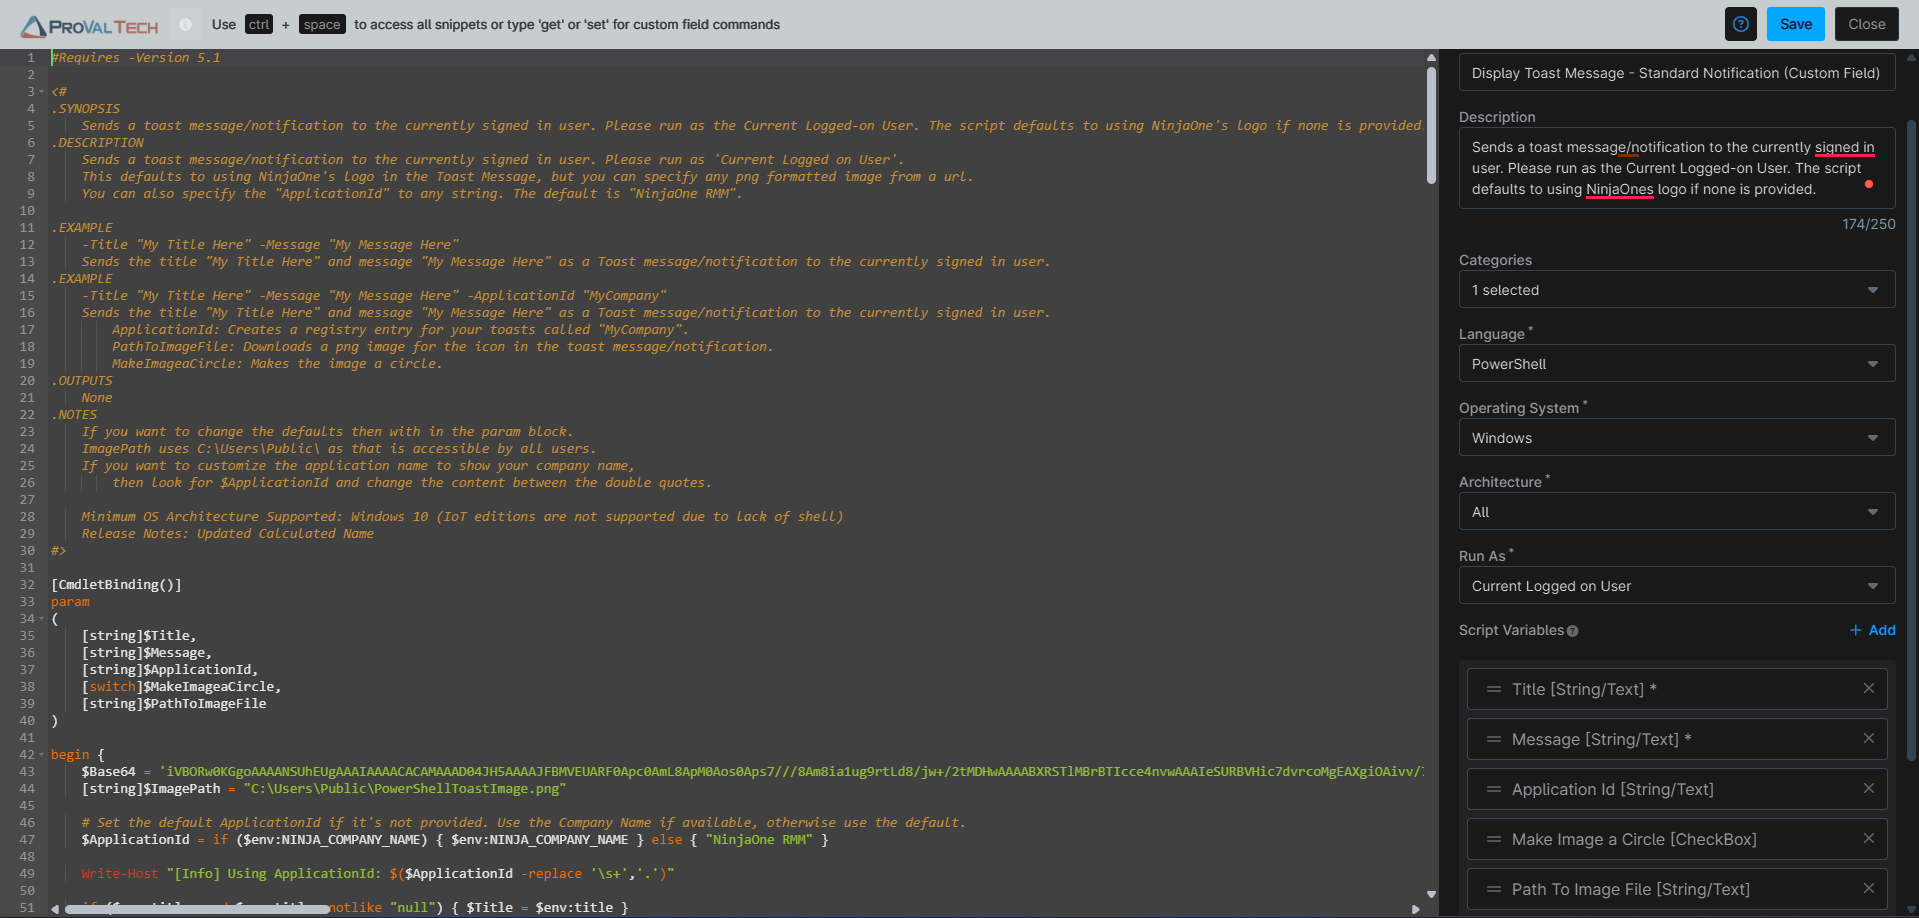 PROVALTECH
Use ctrl + space to access all snippets or type 'get' or 'set' for custom field commands
? Save Close
1 #Requires -Version 5.1
2
3 <#
4 .SYNOPSIS
5 Sends a toast message/notification to the currently signed in user. Please run as the Current Logged-on User. The script defaults to using NinjaOne's logo if none is provided.
6 .DESCRIPTION
7 Sends a toast message/notification to the currently signed in user. Please run as 'Current Logged on User'.
8 This defaults to using NinjaOne's logo in the Toast Message, but you can specify any png formatted image from a url.
9 You can also specify the "ApplicationId" to any string. The default is "NinjaOne RMM".
10
11 .EXAMPLE
12 -Title "My Title Here" -Message "My Message Here"
13 Sends the title "My Title Here" and message "My Message Here" as a Toast message/notification to the currently signed in user.
14 .EXAMPLE
15 -Title "My Title Here" -Message "My Message Here" -ApplicationId "MyCompany"
16 Sends the title "My Title Here" and message "My Message Here" as a Toast message/notification to the currently signed in user.
17 ApplicationId: Creates a registry entry for your toasts called "MyCompany".
18 PathToImageFile: Downloads a png image for the icon in the toast message/notification.
19 MakeImageaCircle: Makes the image a circle.
20 .OUTPUTS
21 None
22 .NOTES
23 If you want to change the defaults then with in the param block.
24 ImagePath uses C:\Users\Public\ as that is accessible by all users.
25 If you want to customize the application name to show your company name,
26 then look for $ApplicationId and change the content between the double quotes.
27
28 Minimum OS Architecture Supported: Windows 10 (IoT editions are not supported due to lack of shell)
29 Release Notes: Updated Calculated Name
30 #>
31
32 [CmdletBinding()]
33 param
34 (
35 [string]$Title,
36 [string]$Message,
37 [string]$ApplicationId,
38 [switch]$MakeImageaCircle,
39 [string]$PathToImageFile
40 )
41
42 begin {
43 $Base64 = 'iVBORw0KGgoAAAANSUhEUgAAAIAAAACACAMAAAD04JH5AAAAJFBMVEUARF0Apc0AmL8ApM0Aos0Aps7///8Am8ia1ug9rtLd8/jw+/2tMDHwAAAABXRSTlMBrBTIcce4nvwAAAIeSURBVHic7dvrcoMgEAXgiOAivv/
44 [string]$ImagePath = "C:\Users\Public\PowerShellToastImage.png"
45
46 # Set the default ApplicationId if it's not provided. Use the Company Name if available, otherwise use the default.
47 $ApplicationId = if ($env:NINJA_COMPANY_NAME) { $env:NINJA_COMPANY_NAME } else { "NinjaOne RMM" }
48
49 Write-Host "[Info] Using ApplicationId: $($ApplicationId -replace '\s+','.')"
50
51 notlike "null") { $Title = $env:title }
Display Toast Message - Standard Notification (Custom Field)
Description
Sends a toast message/notification to the currently signed in
user. Please run as the Current Logged-on User. The script
defaults to using NinjaOnes logo if none is provided.
174/250
Categories
1 selected
Language *
PowerShell
Operating System *
Windows
Architecture *
All
Run As *
Current Logged on User
Script Variables ? + Add
Title [String/Text] *
Message [String/Text] *
Application Id [String/Text]
Make Image a Circle [CheckBox]
Path To Image File [String/Text]